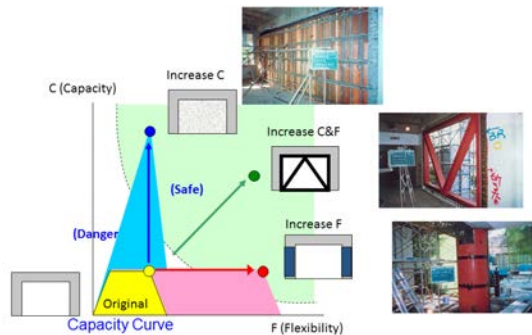 Increase C
C (Capacity)
Increase C&F
(Safe)
(Danger
Increase F
Original
Capacity Curve
F (Flexibility)